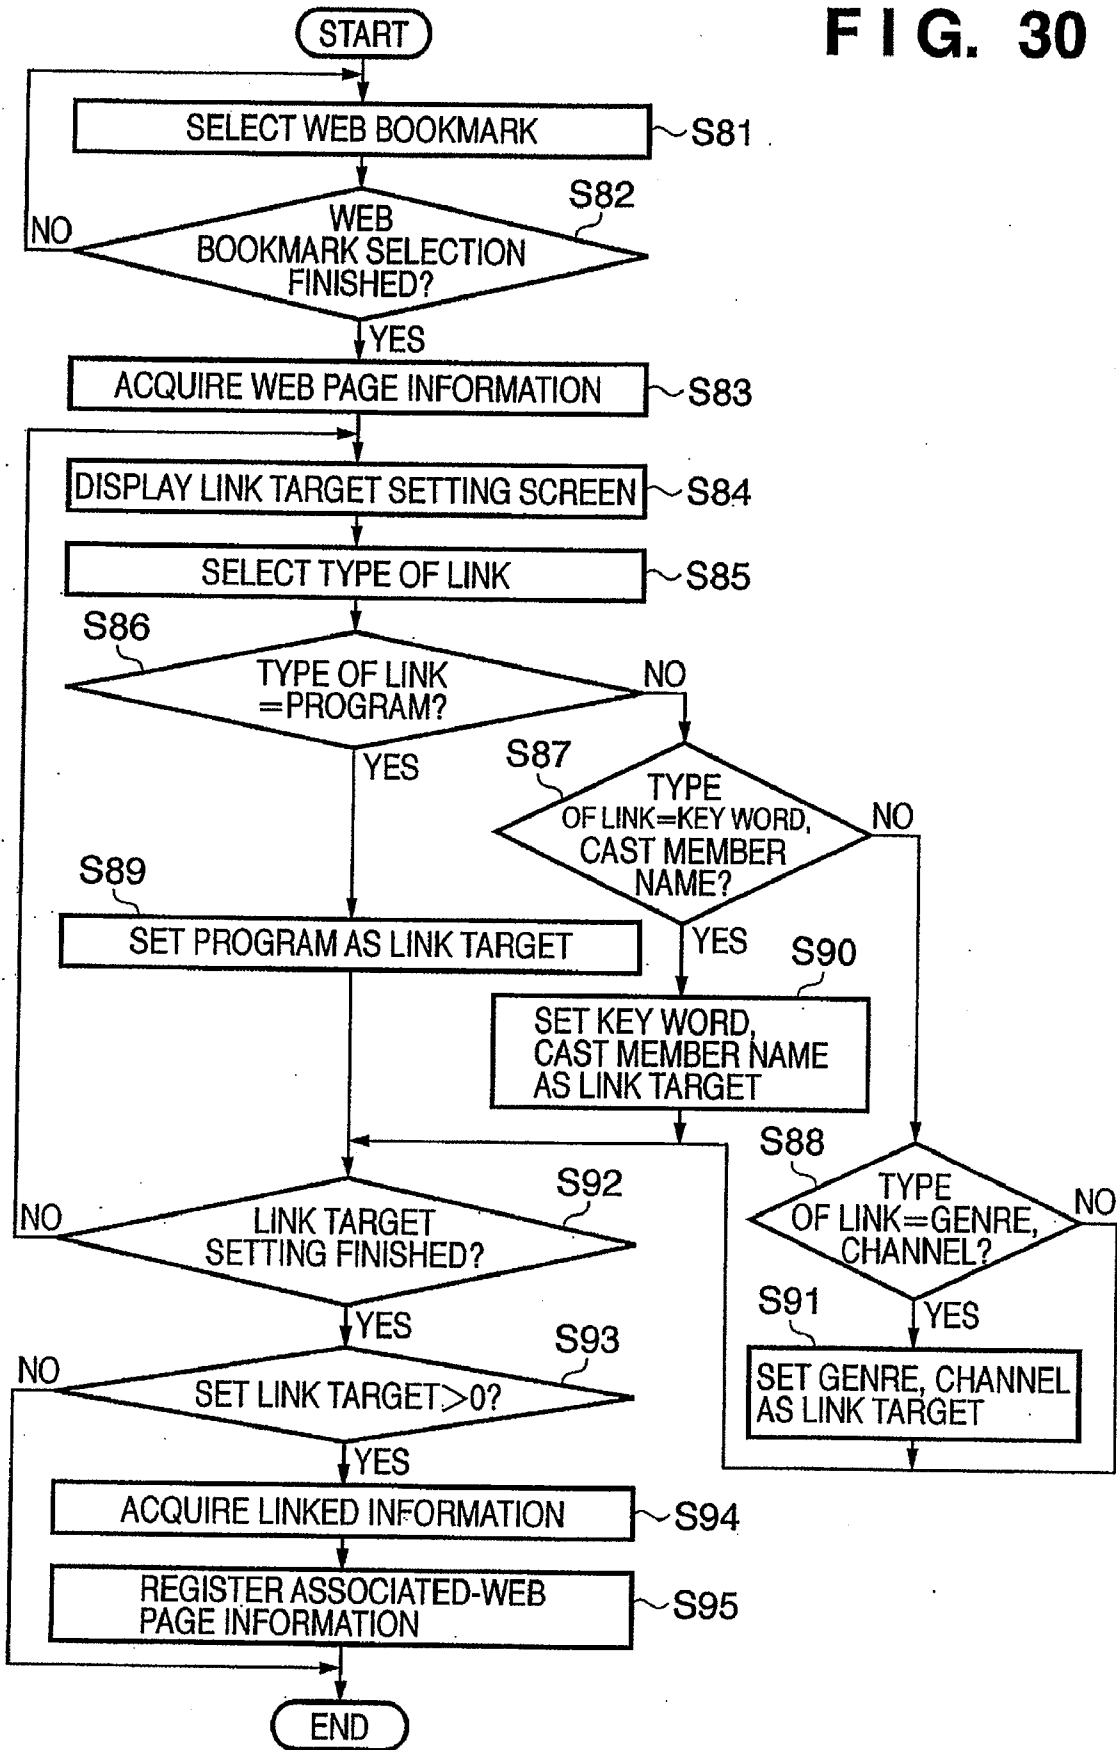 FIG. 30
START
SELECT WEB BOOKMARK
S81
S82
WEB
BOOKMARK SELECTION
FINISHED?
NO
YES
ACQUIRE WEB PAGE INFORMATION
S83
DISPLAY LINK TARGET SETTING SCREEN
S84
SELECT TYPE OF LINK
S85
S86
TYPE OF LINK
=PROGRAM?
NO
YES
S87
TYPE
OF LINK=KEY WORD,
CAST MEMBER
NAME?
NO
YES
S89
SET PROGRAM AS LINK TARGET
S90
SET KEY WORD,
CAST MEMBER NAME
AS LINK TARGET
S88
TYPE
OF LINK=GENRE,
CHANNEL?
NO
YES
S91
SET GENRE, CHANNEL
AS LINK TARGET
S92
LINK TARGET
SETTING FINISHED?
NO
YES
S93
SET LINK TARGET>0?
NO
YES
ACQUIRE LINKED INFORMATION
S94
REGISTER ASSOCIATED-WEB
PAGE INFORMATION
S95
END